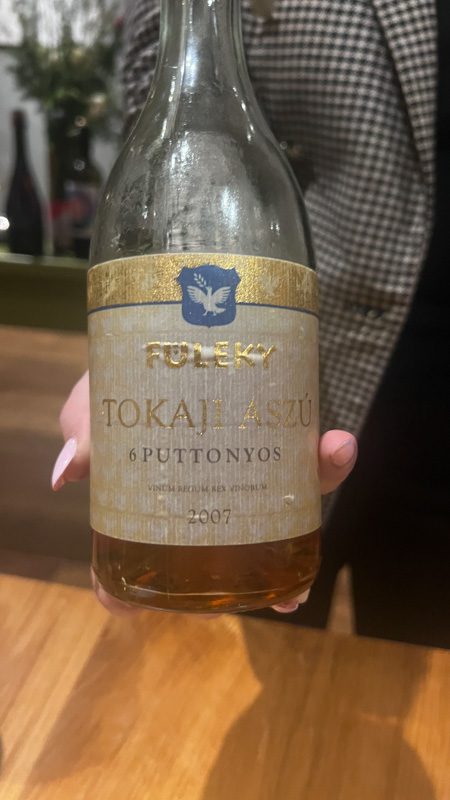 FÜLEKY
TOKAJI ASZÚ
6 PUTTONYOS
VINUM REGUM REX VINORUM
2007